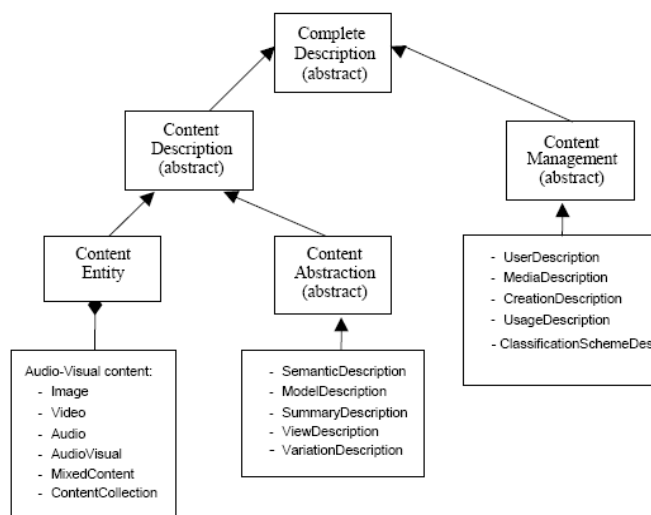 Complete
Description
(abstract)
Content
Description
(abstract)
Content
Management
(abstract)
Content
Entity
Content
Abstraction
(abstract)
- UserDescription
- MediaDescription
- CreationDescription
- UsageDescription
- ClassificationSchemeDes
Audio-Visual content:
- Image
- Video
- Audio
- AudioVisual
- MixedContent
- ContentCollection
- SemanticDescription
- ModelDescription
- SummaryDescription
- ViewDescription
- VariationDescription